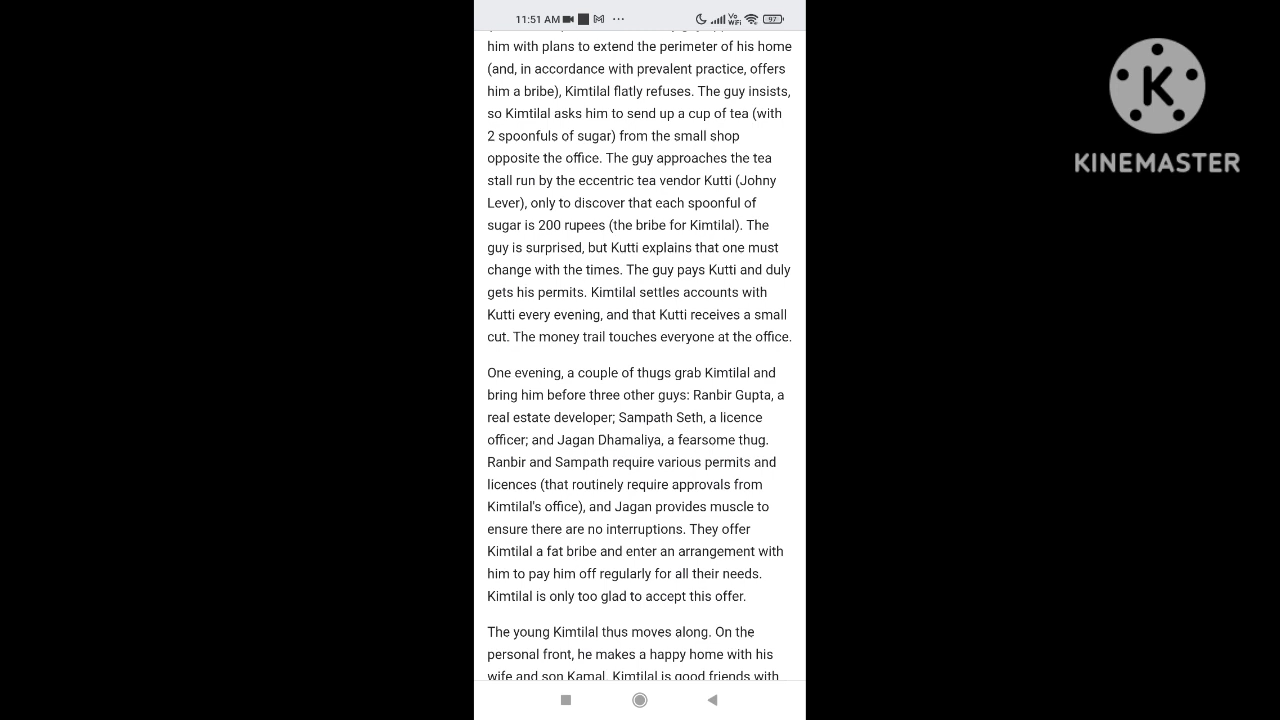 11:51 AM
Vo
WiFi
97
him with plans to extend the perimeter of his home
(and, in accordance with prevalent practice, offers
him a bribe), Kimtilal flatly refuses. The guy insists,
so Kimtilal asks him to send up a cup of tea (with
2 spoonfuls of sugar) from the small shop
opposite the office. The guy approaches the tea
stall run by the eccentric tea vendor Kutti (Johny
Lever), only to discover that each spoonful of
sugar is 200 rupees (the bribe for Kimtilal). The
guy is surprised, but Kutti explains that one must
change with the times. The guy pays Kutti and duly
gets his permits. Kimtilal settles accounts with
Kutti every evening, and that Kutti receives a small
cut. The money trail touches everyone at the office.
One evening, a couple of thugs grab Kimtilal and
bring him before three other guys: Ranbir Gupta, a
real estate developer; Sampath Seth, a licence
officer; and Jagan Dhamaliya, a fearsome thug.
Ranbir and Sampath require various permits and
licences (that routinely require approvals from
Kimtilal's office), and Jagan provides muscle to
ensure there are no interruptions. They offer
Kimtilal a fat bribe and enter an arrangement with
him to pay him off regularly for all their needs.
Kimtilal is only too glad to accept this offer.
The young Kimtilal thus moves along. On the
personal front, he makes a happy home with his
wife and son Kamal. Kimtilal is good friends with
K
KINEMASTER